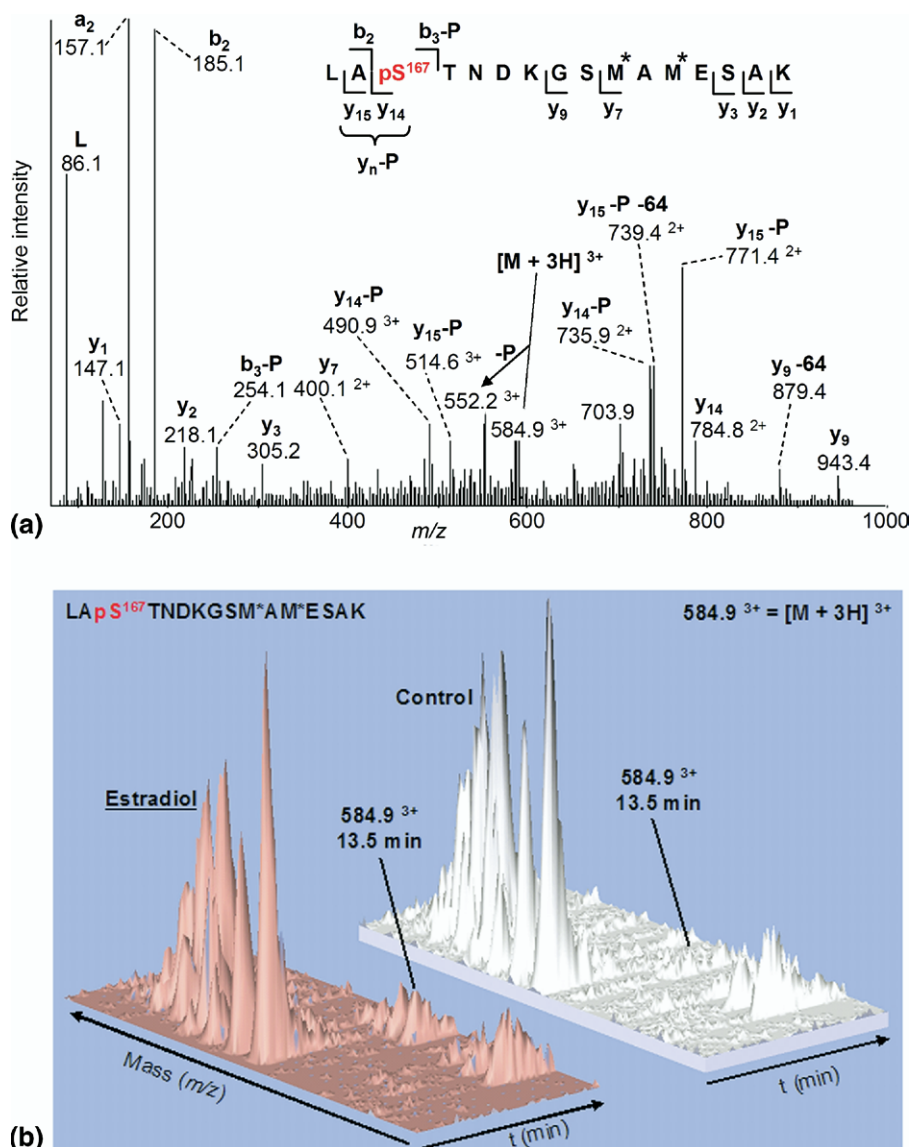 a2
157.1
b2
185.1
L
86.1
b2 b3-P
L A pS167 T N D K G S M* A M* E S A K
y15 y14 y9 y7 y3 y2 y1
yn-P
Relative intensity
y15 -P -64
739.4 2+
y15 -P
771.4 2+
[M + 3H] 3+
y14-P
490.9 3+
y15-P
514.6 3+
-P
552.2 3+
584.9 3+
y14-P
735.9 2+
y1
147.1
y2
218.1
b3-P
254.1
y3
305.2
y7
400.1 2+
703.9
y14
784.8 2+
y9 -64
879.4
y9
943.4
200 400 600 800 1000
m/z
(a)
LApS167TNDKGSM*AM*ESAK
584.9 3+ = [M + 3H] 3+
Control
584.9 3+
13.5 min
Estradiol
584.9 3+
13.5 min
Mass (m/z)
t (min)
t (min)
(b)